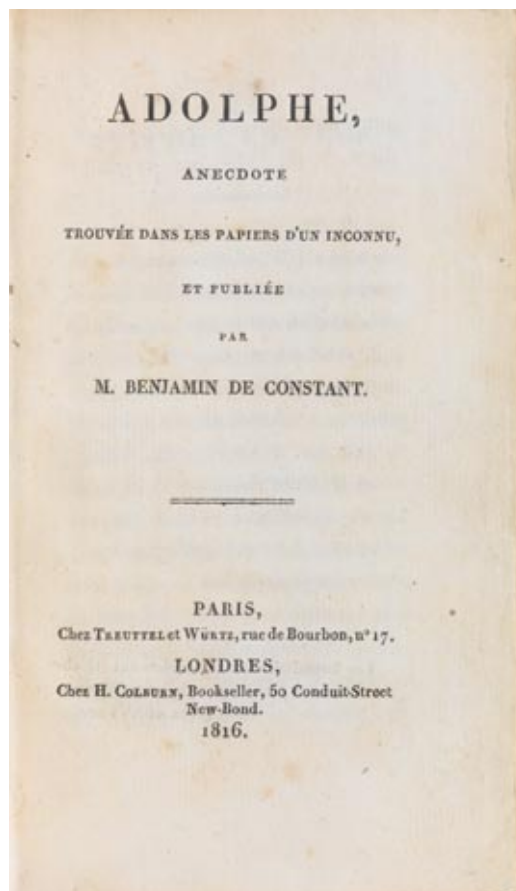 ADOLPHE,
ANECDOTE
TROUVÉE DANS LES PAPIERS D'UN INCONNU,
ET PUBLIÉE
PAR
M. BENJAMIN DE CONSTANT.
PARIS,
Chez TREUTTEL et WÜRTZ, rue de Bourbon, nº 17.
LONDRES,
Chez H. COLBURN, Bookseller, 50 Conduit-Street
New-Bond.
1816.